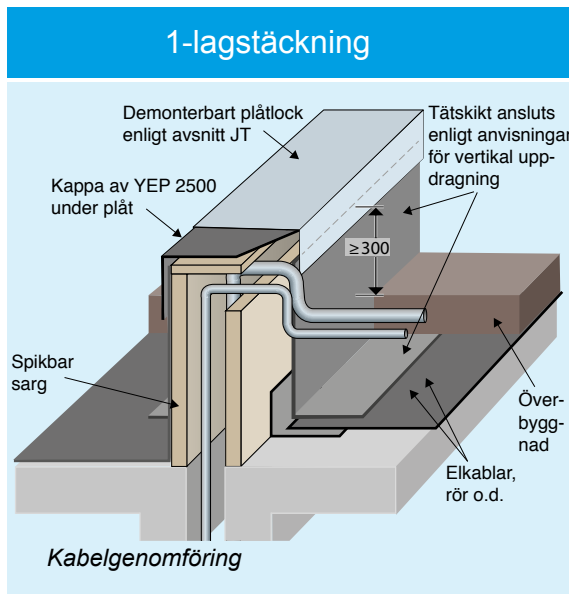 1-lagstäckning
Demonterbart plåtlock
enligt avsnitt JT
Tätskikt ansluts
enligt anvisningar
för vertikal upp-
dragning
Kappa av YEP 2500
under plåt
≥300
Spikbar
sarg
Över-
bygg-
nad
Elkablar,
rör o.d.
Kabelgenomföring